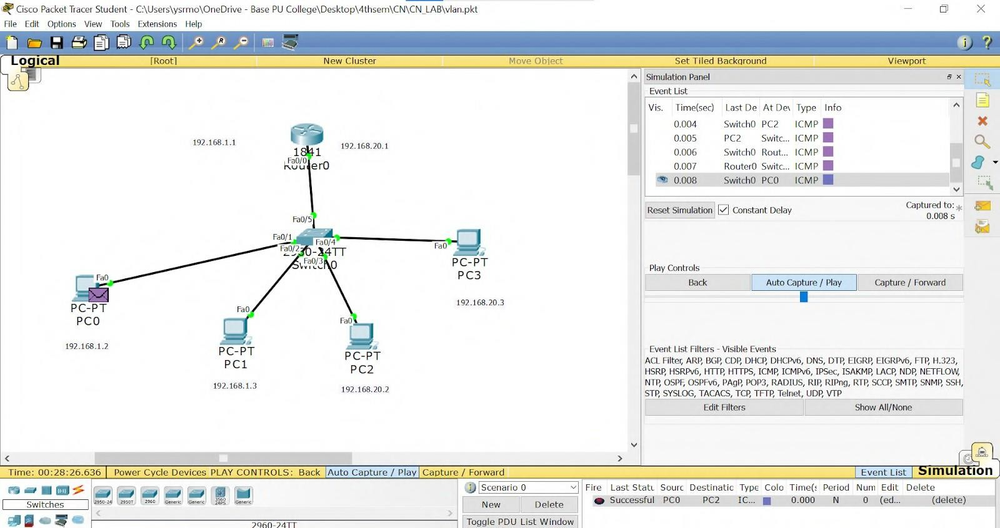 Cisco Packet Tracer Student - C:\Users\ysrmo\OneDrive - Base PU College\Desktop\4thsem\CN\CN_LAB\vlan.pkt
File Edit Options View Tools Extensions Help
Logical [Root] New Cluster Move Object Set Tiled Background Viewport
192.168.1.1
1841
192.168.20.1
Fa0/0
Router0
Fa0/5
Fa0/1
Fa0/4
Fa0/2
2950-24TT
Fa0/3
Switch0
Fa0
PC-PT
PC3
192.168.20.3
Fa0
PC-PT
PC0
192.168.1.2
Fa0
PC-PT
PC1
192.168.1.3
Fa0
PC-PT
PC2
192.168.20.2
Simulation Panel
Event List
Vis. Time(sec) Last De At Dev Type Info
0.004 Switch0 PC2 ICMP
0.005 PC2 Switc... ICMP
0.006 Switch0 Rout... ICMP
0.007 Router0 Switc... ICMP
0.008 Switch0 PC0 ICMP
Reset Simulation Constant Delay Captured to: *
0.008 s
Play Controls
Back Auto Capture / Play Capture / Forward
Event List Filters - Visible Events
ACL Filter, ARP, BGP, CDP, DHCP, DHCPv6, DNS, DTP, EIGRP, EIGRPv6, FTP, H.323,
HSRP, HSRPv6, HTTP, HTTPS, ICMP, ICMPv6, IPSec, ISAKMP, LACP, NDP, NETFLOW,
NTP, OSPF, OSPFv6, PAgP, POP3, RADIUS, RIP, RIPng, RTP, SCCP, SMTP, SNMP, SSH,
STP, SYSLOG, TACACS, TCP, TFTP, Telnet, UDP, VTP
Edit Filters Show All/None
Time: 00:28:26.636 Power Cycle Devices PLAY CONTROLS: Back Auto Capture / Play Capture / Forward Event List Simulation
Switches
2950-24 2950T 2960 Generic Generic 3560 24PS Generic
2960-24TT
Scenario 0
New Delete
Toggle PDU List Window
Fire Last Statu Sourc Destinatic Type Colo Time(s Period Num Edit Delete
Successful PC0 PC2 IC... 0.000 N 0 (ed... (delete)